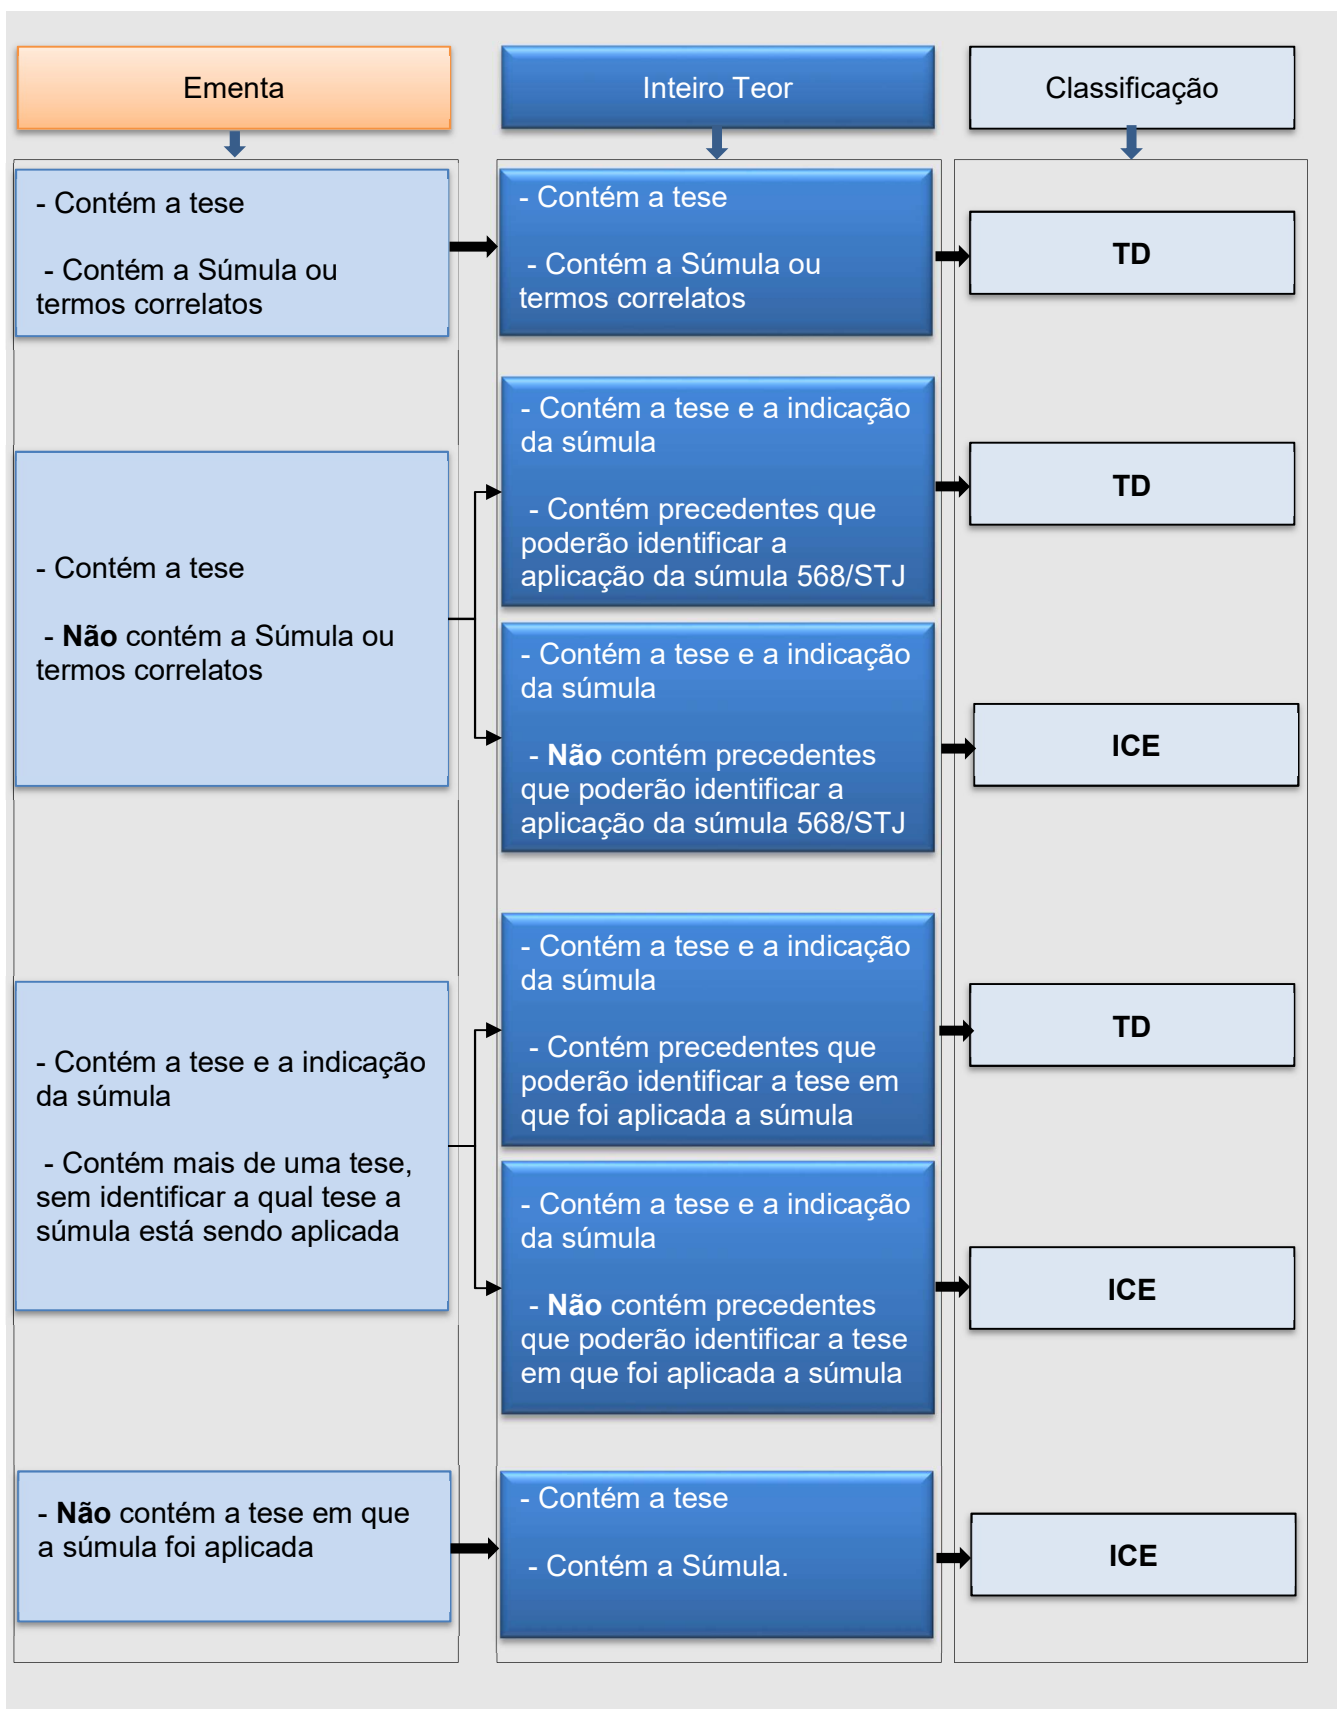 Ementa
Inteiro Teor
Classificação
- Contém a tese
- Contém a Súmula ou
termos correlatos
- Contém a tese
- Contém a Súmula ou
termos correlatos
TD
- Contém a tese
- Não contém a Súmula ou
termos correlatos
- Contém a tese e a indicação
da súmula
- Contém precedentes que
poderão identificar a
aplicação da súmula 568/STJ
TD
- Contém a tese e a indicação
da súmula
- Não contém precedentes
que poderão identificar a
aplicação da súmula 568/STJ
ICE
- Contém a tese e a indicação
da súmula
- Contém mais de uma tese,
sem identificar a qual tese a
súmula está sendo aplicada
- Contém a tese e a indicação
da súmula
- Contém precedentes que
poderão identificar a tese em
que foi aplicada a súmula
TD
- Contém a tese e a indicação
da súmula
- Não contém precedentes
que poderão identificar a tese
em que foi aplicada a súmula
ICE
- Não contém a tese em que
a súmula foi aplicada
- Contém a tese
- Contém a Súmula.
ICE